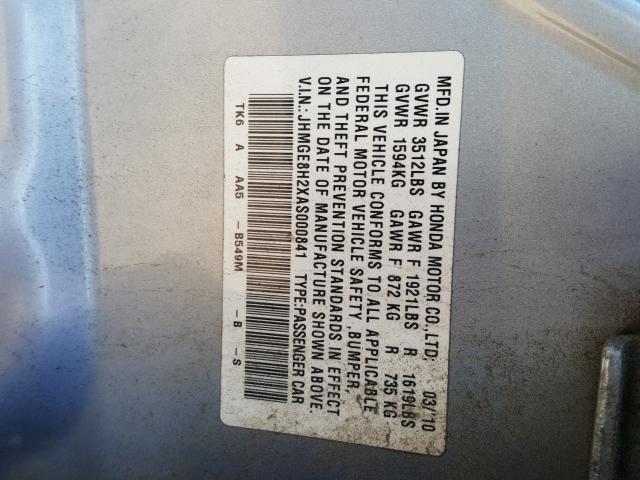 MFD.IN JAPAN BY HONDA MOTOR CO.,LTD; 03/'10
GVWR 3512LBS GAWR F 1921LBS R 1619LBS
GVWR 1594KG GAWR F 872 KG R 735 KG
THIS VEHICLE CONFORMS TO ALL APPLICABLE
FEDERAL MOTOR VEHICLE SAFETY ,BUMPER,
AND THEFT PREVENTION STANDARDS IN EFFECT
ON THE DATE OF MANUFACTURE SHOWN ABOVE.
V.I.N.:JHMGE8H2XAS000841 TYPE:PASSENGER CAR
TK6 A AA5 -B549M -B -S